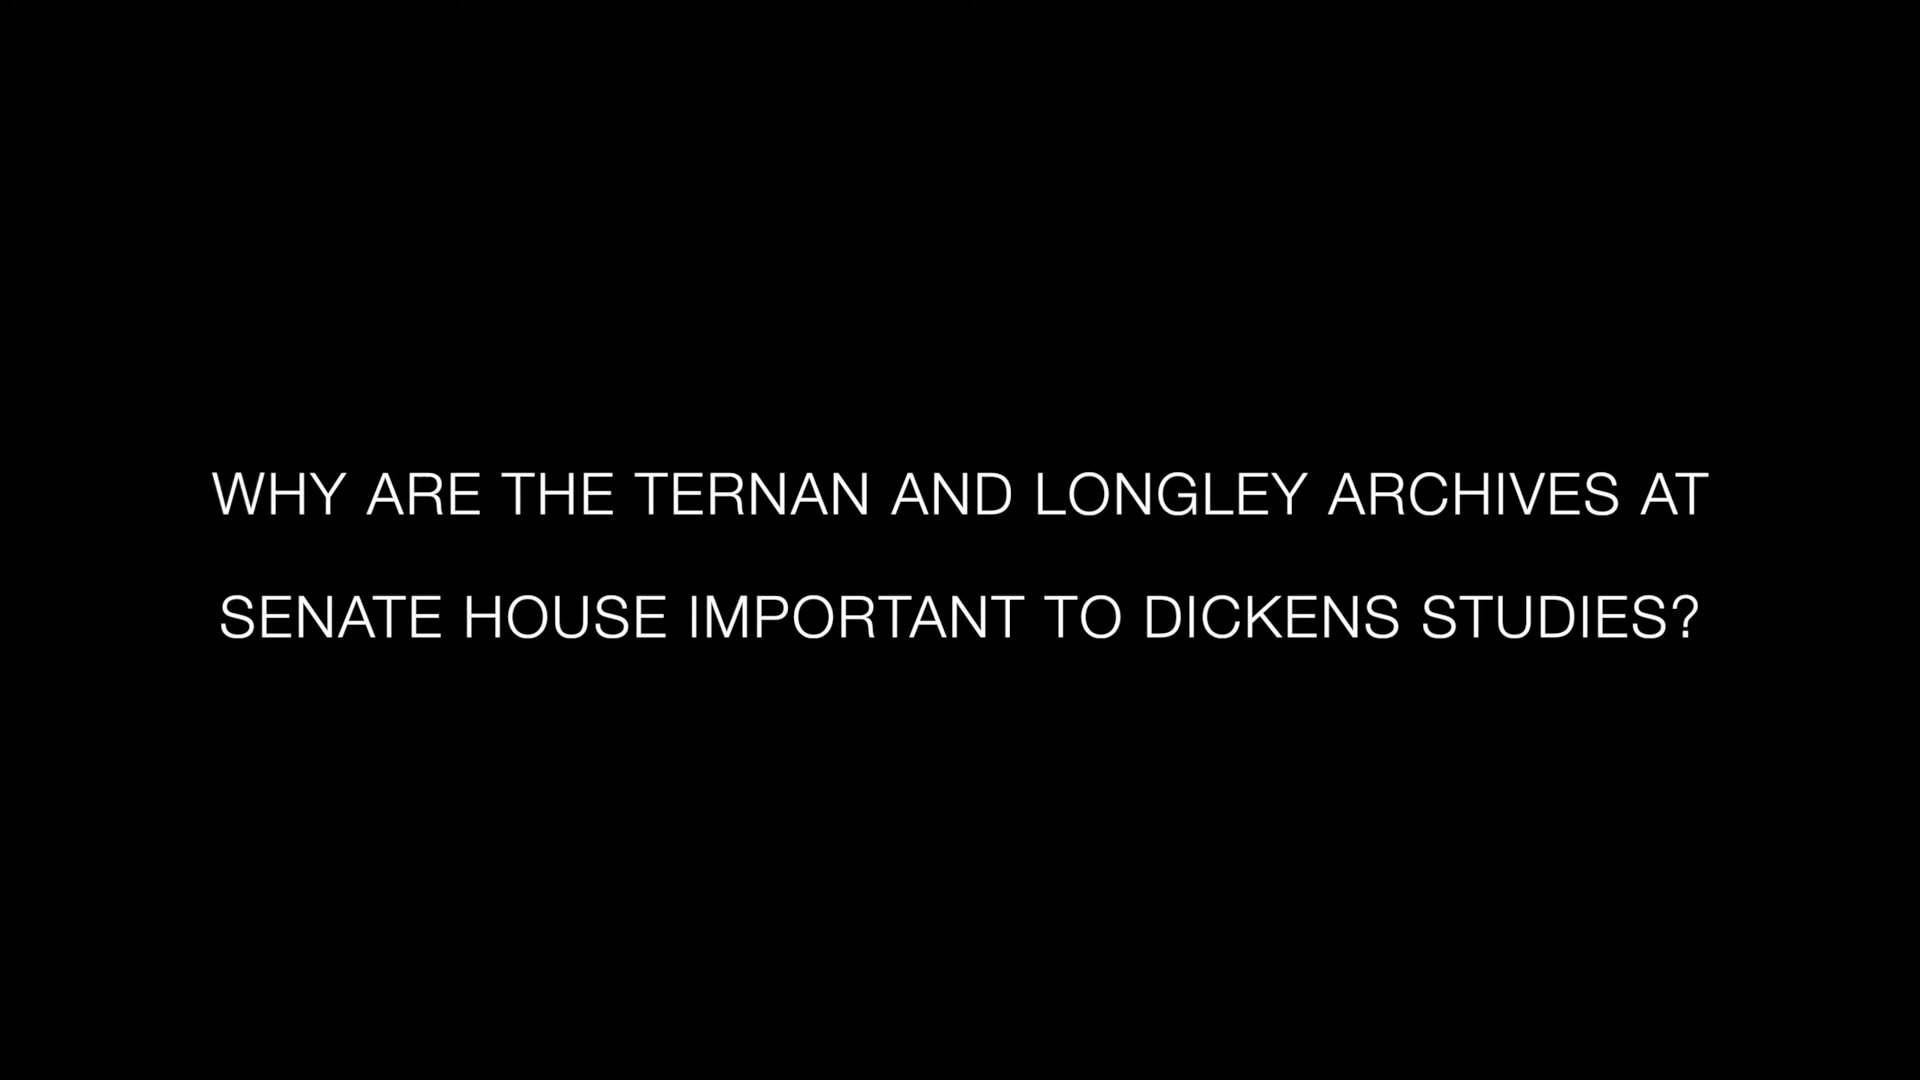 WHY ARE THE TERNAN AND LONGLEY ARCHIVES AT
SENATE HOUSE IMPORTANT TO DICKENS STUDIES?